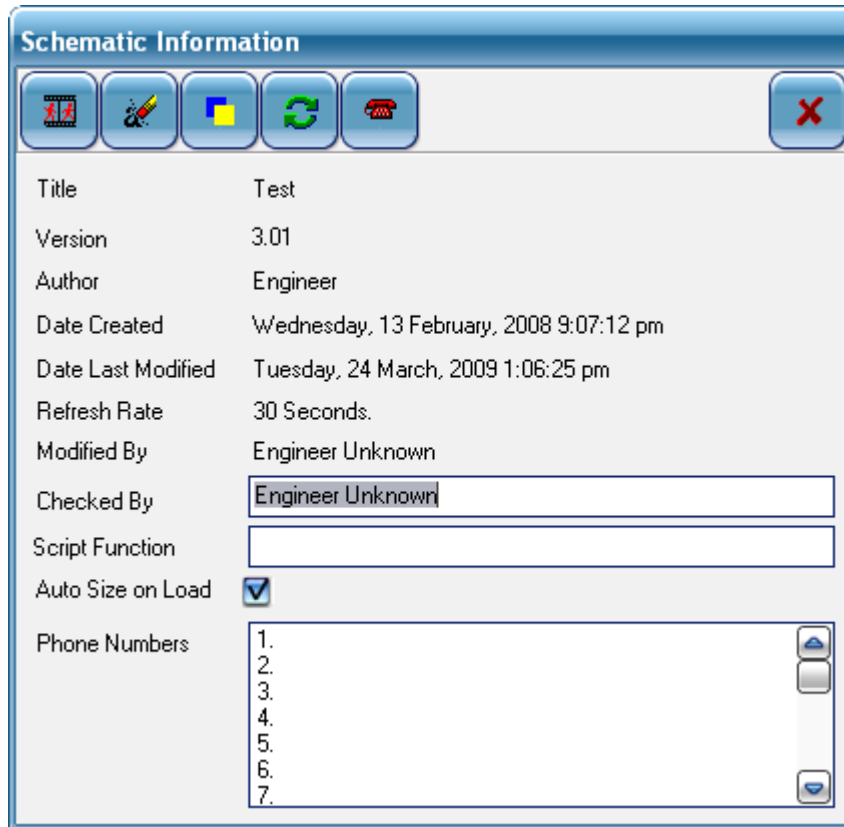 Schematic Information
Title Test
Version 3.01
Author Engineer
Date Created Wednesday, 13 February, 2008 9:07:12 pm
Date Last Modified Tuesday, 24 March, 2009 1:06:25 pm
Refresh Rate 30 Seconds.
Modified By Engineer Unknown
Checked By Engineer Unknown
Script Function
Auto Size on Load
Phone Numbers 1.
2.
3.
4.
5.
6.
7.